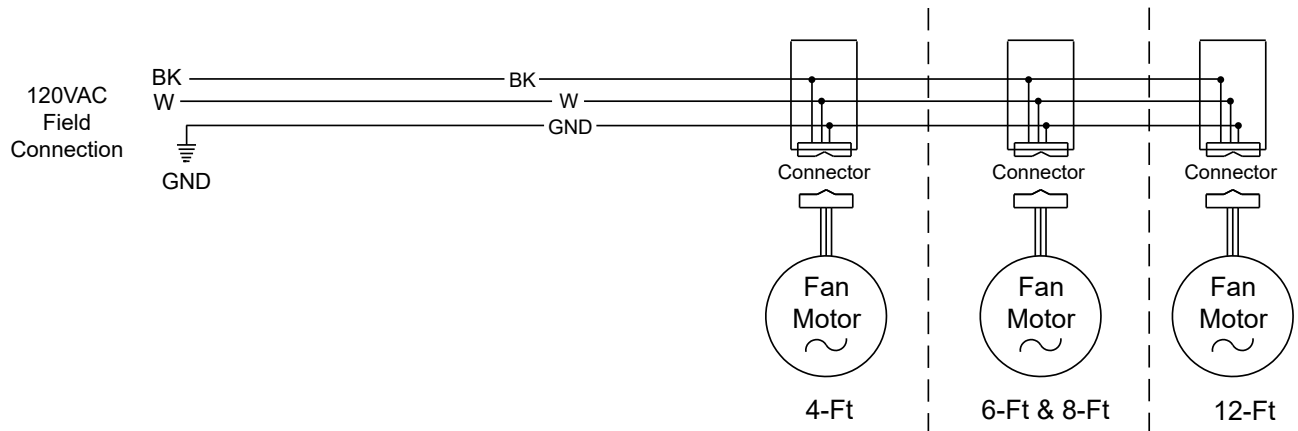 120VAC
Field
Connection
BK
W
GND
BK
W
GND
Connector
Connector
Connector
Fan
Motor
Fan
Motor
Fan
Motor
4-Ft
6-Ft & 8-Ft
12-Ft